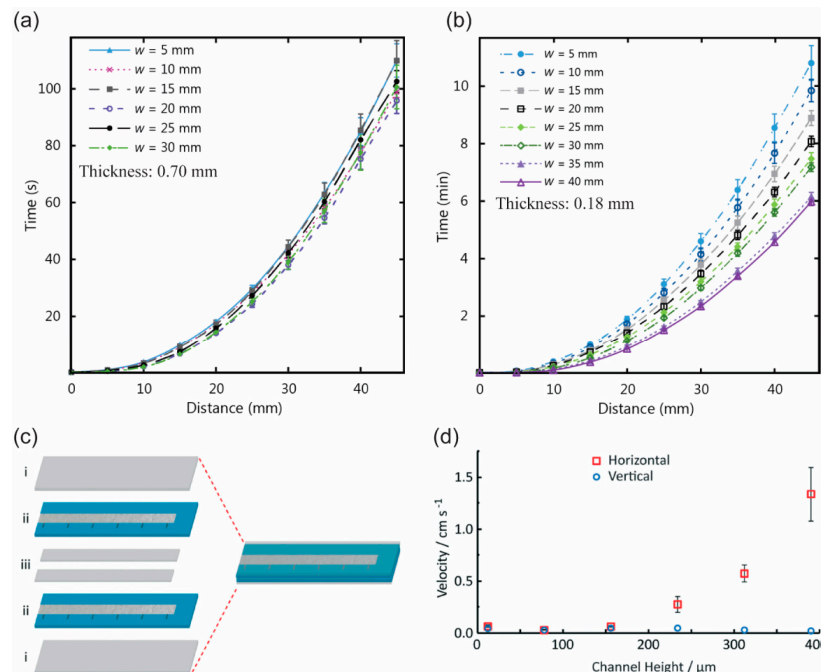 (a)
w = 5 mm
w = 10 mm
w = 15 mm
w = 20 mm
w = 25 mm
w = 30 mm
Thickness: 0.70 mm
Time (s)
100
80
60
40
20
0 10 20 30 40
Distance (mm)
(b)
w = 5 mm
w = 10 mm
w = 15 mm
w = 20 mm
w = 25 mm
w = 30 mm
w = 35 mm
w = 40 mm
Thickness: 0.18 mm
Time (min)
10
8
6
4
2
0 10 20 30 40
Distance (mm)
(c)
i
ii
iii
ii
i
(d)
Horizontal
Vertical
Velocity / cm s⁻¹
1.5
1.0
0.5
0.0
0 100 200 300 400
Channel Height / µm